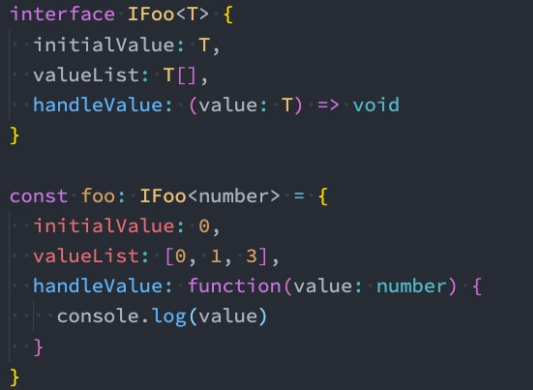 interface IFoo<T> {
  initialValue: T,
  valueList: T[],
  handleValue: (value: T) => void
}

const foo: IFoo<number> = {
  initialValue: 0,
  valueList: [0, 1, 3],
  handleValue: function(value: number) {
    console.log(value)
  }
}